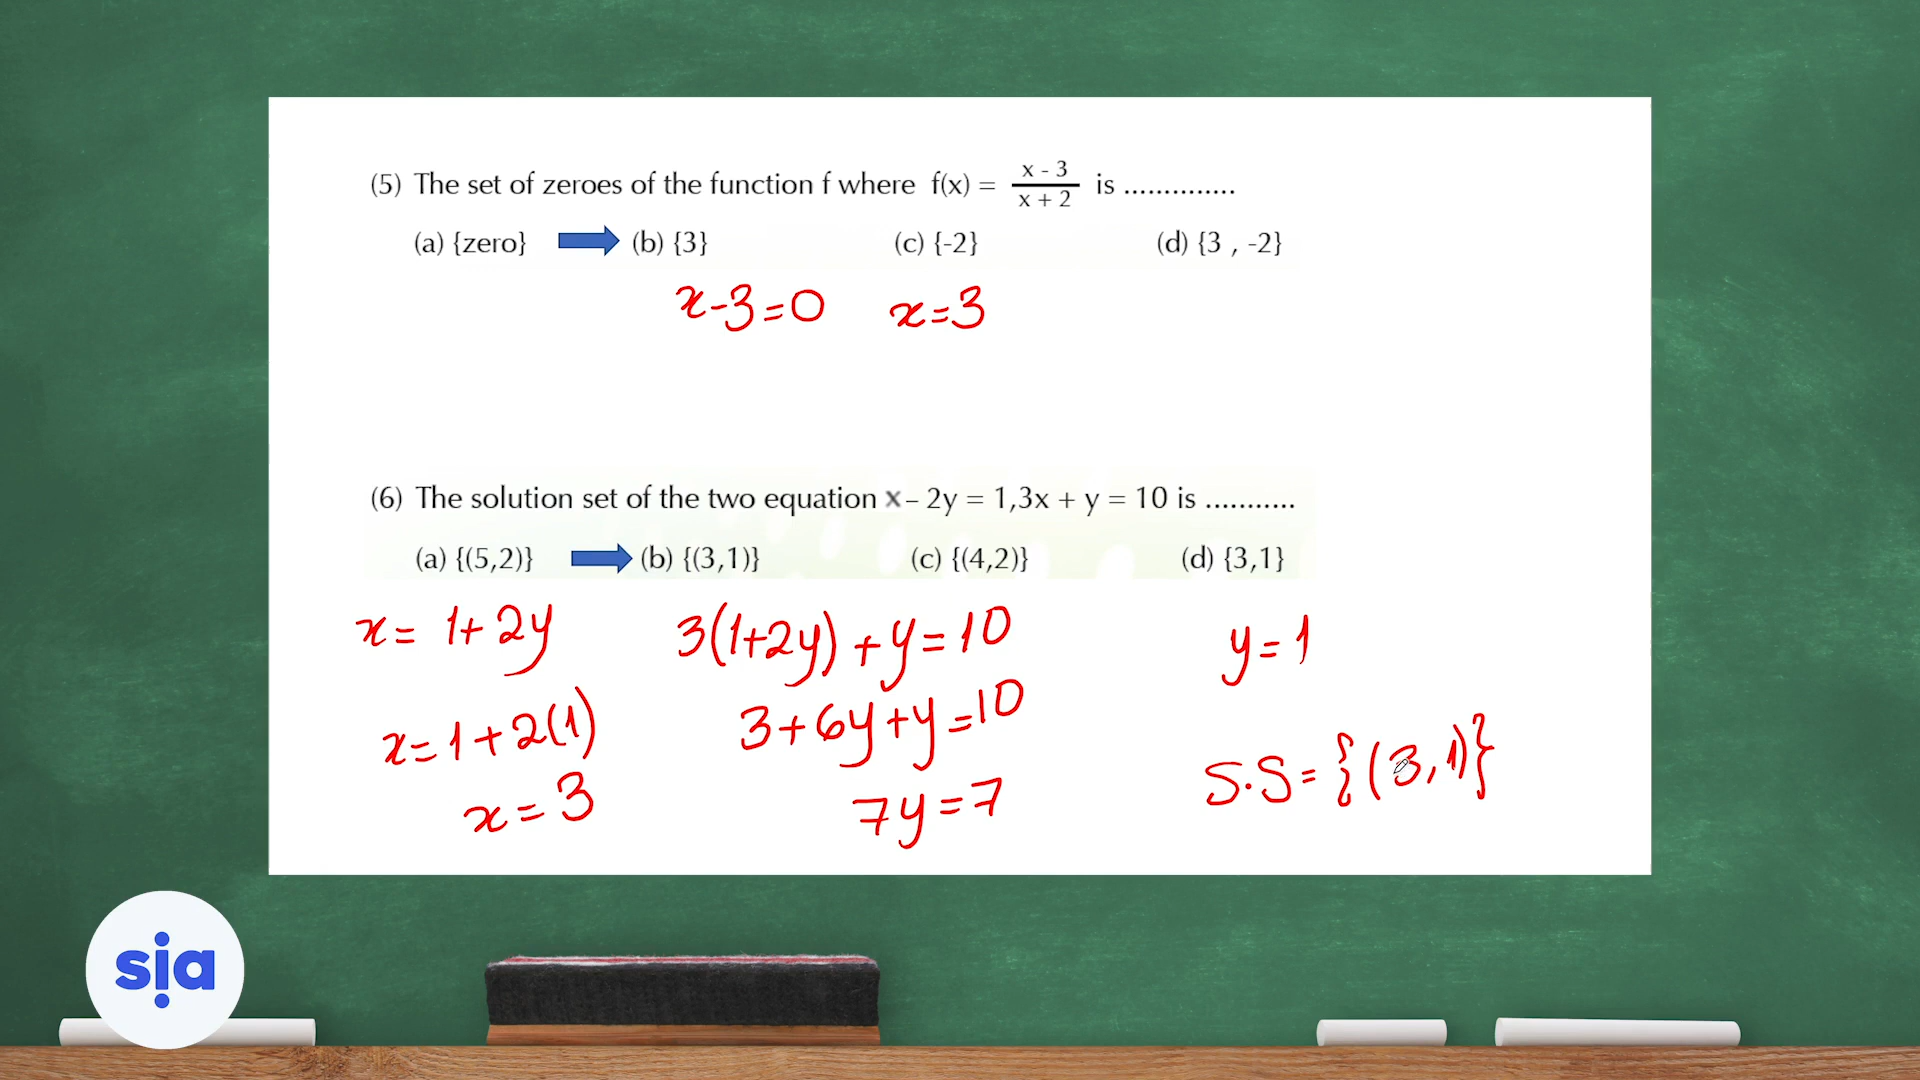 (5) The set of zeroes of the function f where f(x) = x - 3 / x + 2 is ..............
(a) {zero} (b) {3} (c) {-2} (d) {3 , -2}
x-3=0 x=3
(6) The solution set of the two equation x – 2y = 1,3x + y = 10 is ...........
(a) {(5,2)} (b) {(3,1)} (c) {(4,2)} (d) {3,1}
x= 1+2y 3(1+2y)+y=10 y=1
x=1+2(1) 3+6y+y=10
x=3 7y=7 S.S={(3,1)}
sia